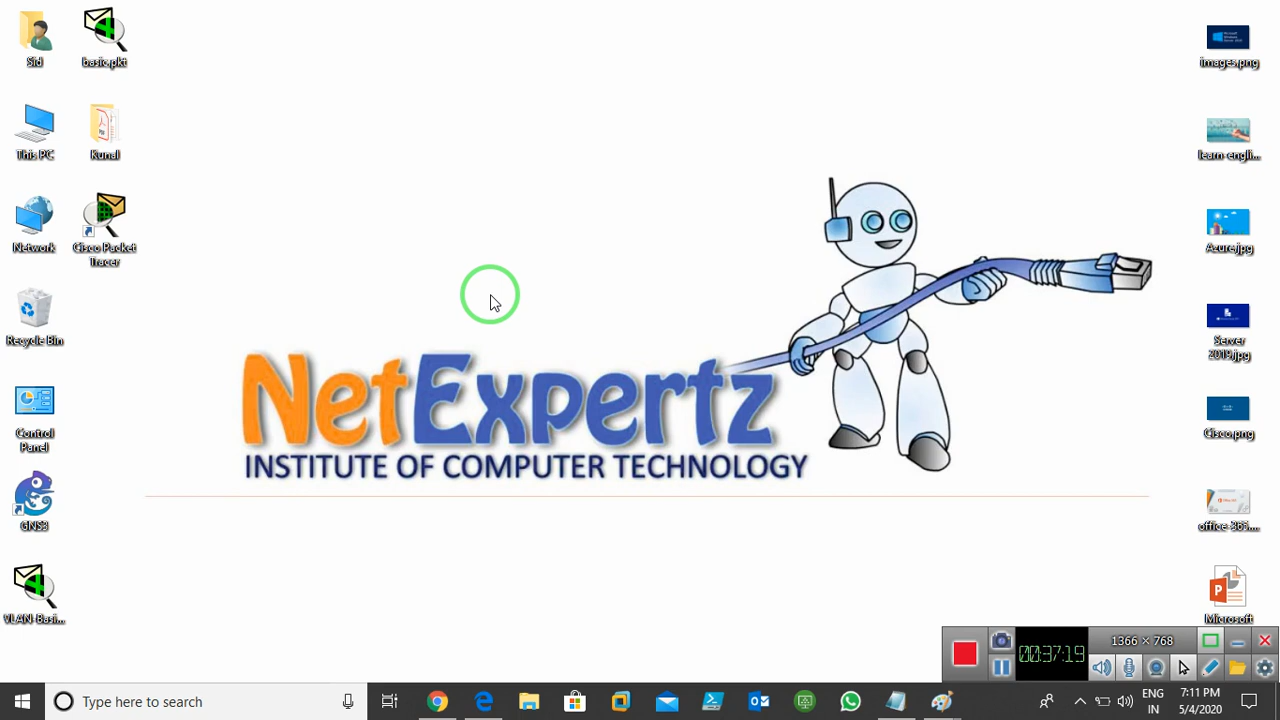 Sid
basic.pkt
This PC
Kunal
Network
Cisco Packet
Tracer
Recycle Bin
Control
Panel
GNS3
VLAN-Basi...
NetExpertz
INSTITUTE OF COMPUTER TECHNOLOGY
images.png
learn-engli...
Azure.jpg
Server
2019.jpg
Cisco.png
office-365....
Microsoft
00:37:19
1366 × 768
Type here to search
ENG
IN
7:11 PM
5/4/2020